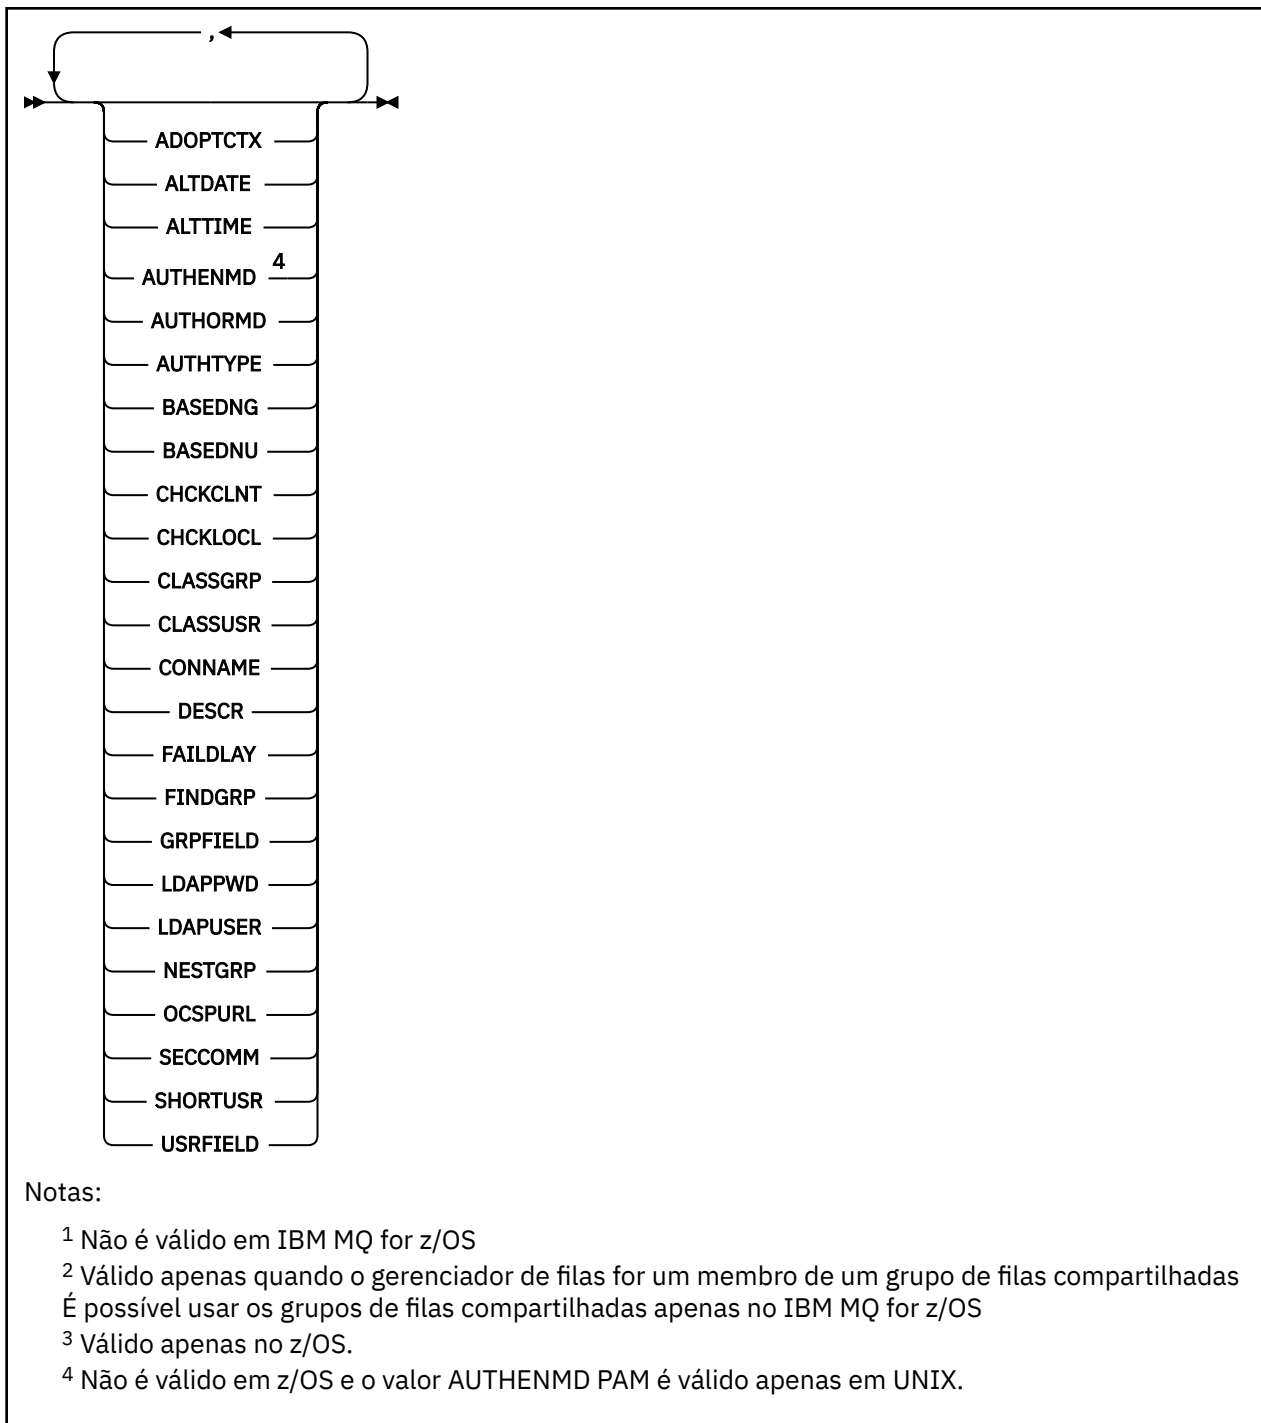 ,
ADOPTCTX
ALTDATE
ALTTIME
AUTHENMD 4
AUTHORMD
AUTHTYPE
BASEDNG
BASEDNU
CHCKCLNT
CHCKLOCL
CLASSGRP
CLASSUSR
CONNAME
DESCR
FAILDLAY
FINDGRP
GRPFIELD
LDAPPWD
LDAPUSER
NESTGRP
OCSPURL
SECCOMM
SHORTUSR
USRFIELD
Notas:
1 Não é válido em IBM MQ for z/OS
2 Válido apenas quando o gerenciador de filas for um membro de um grupo de filas compartilhadas
É possível usar os grupos de filas compartilhadas apenas no IBM MQ for z/OS
3 Válido apenas no z/OS.
4 Não é válido em z/OS e o valor AUTHENMD PAM é válido apenas em UNIX.